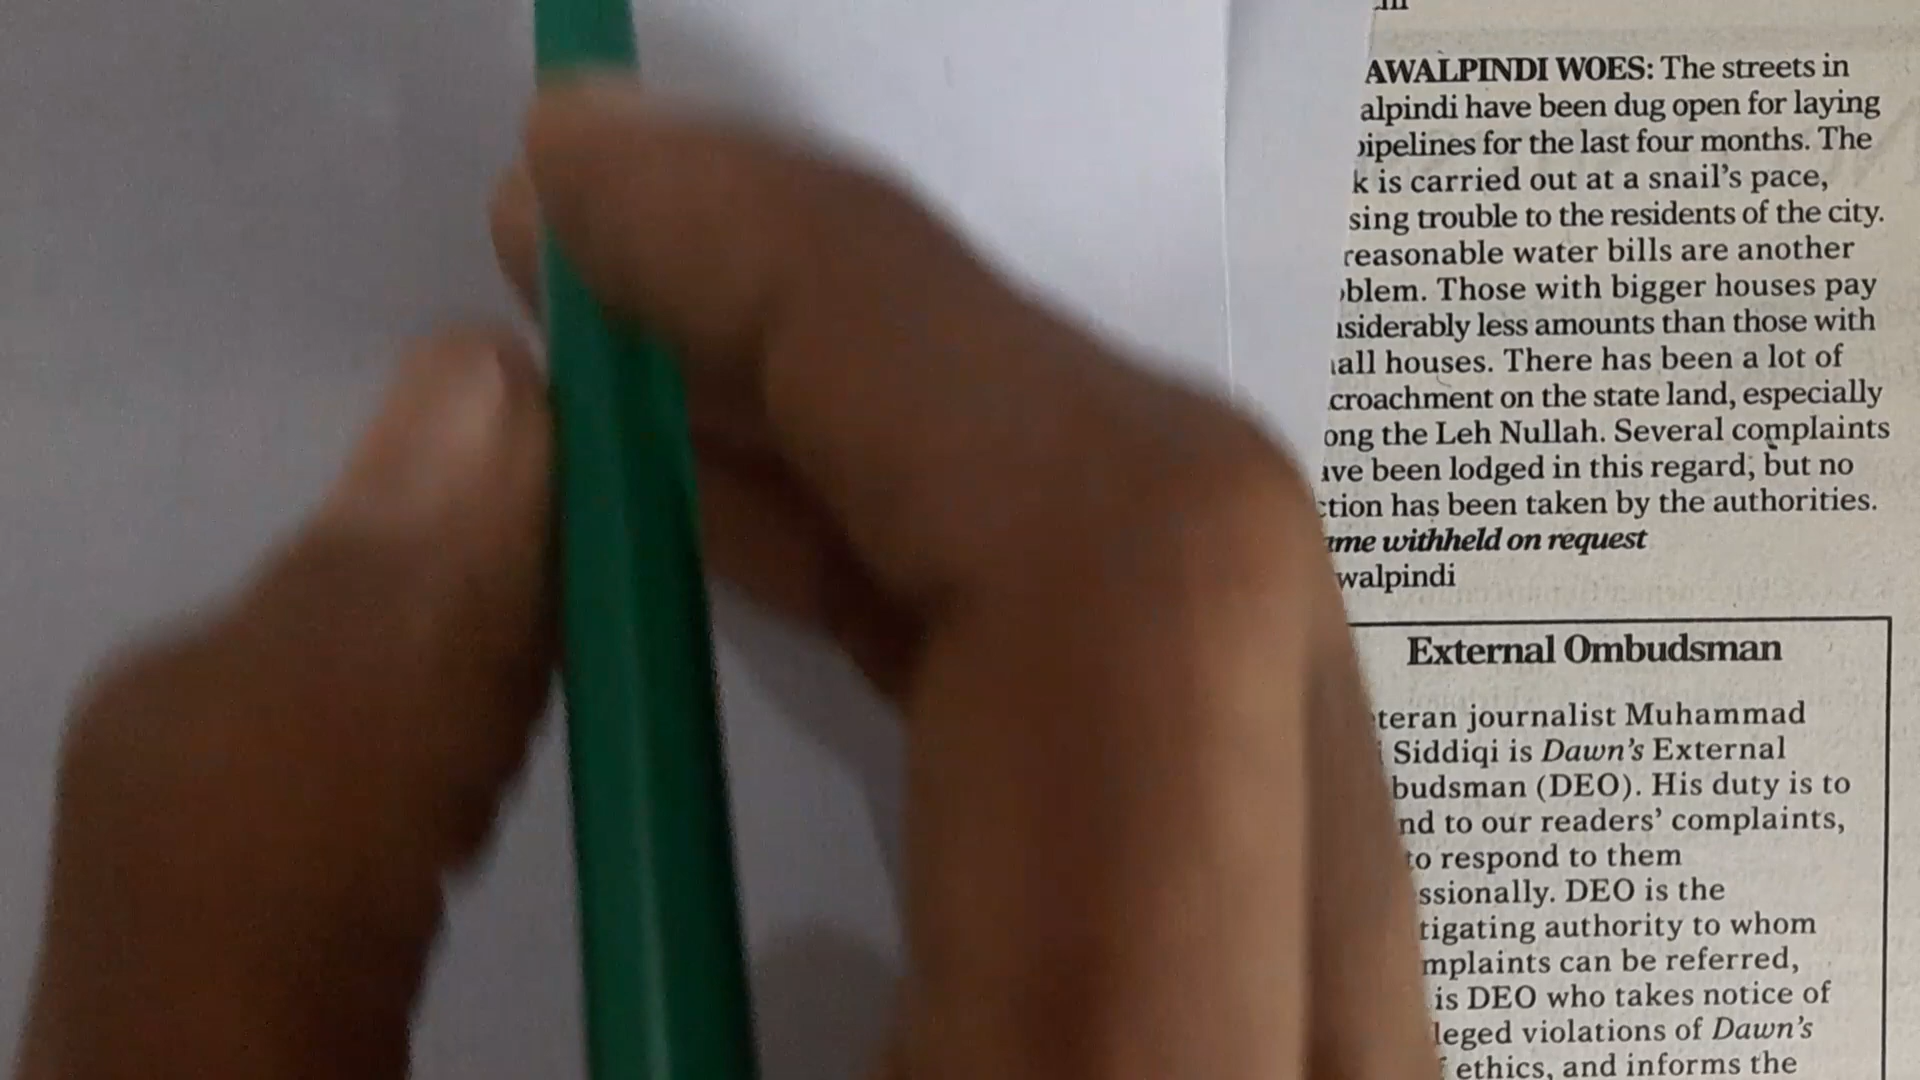 AWALPINDI WOES: The streets in
alpindi have been dug open for laying
pipelines for the last four months. The
k is carried out at a snail's pace,
sing trouble to the residents of the city.
reasonable water bills are another
blem. Those with bigger houses pay
nsiderably less amounts than those with
all houses. There has been a lot of
croachment on the state land, especially
ong the Leh Nullah. Several complaints
ave been lodged in this regard, but no
ction has been taken by the authorities.
ame withheld on request
walpindi
External Ombudsman
teran journalist Muhammad
Siddiqi is Dawn's External
budsman (DEO). His duty is to
nd to our readers' complaints,
to respond to them
ssionally. DEO is the
tigating authority to whom
mplaints can be referred,
is DEO who takes notice of
leged violations of Dawn's
ethics, and informs the